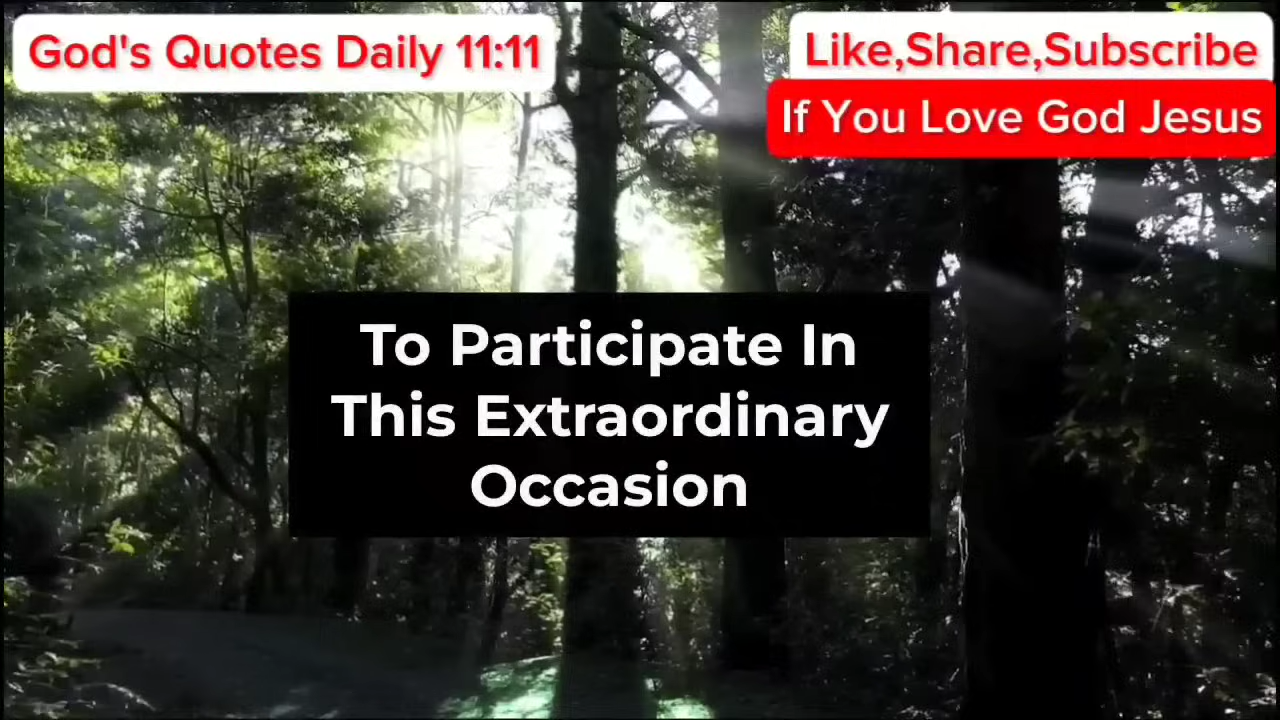 God's Quotes Daily 11:11
Like,Share,Subscribe
If You Love God Jesus
To Participate In
This Extraordinary
Occasion